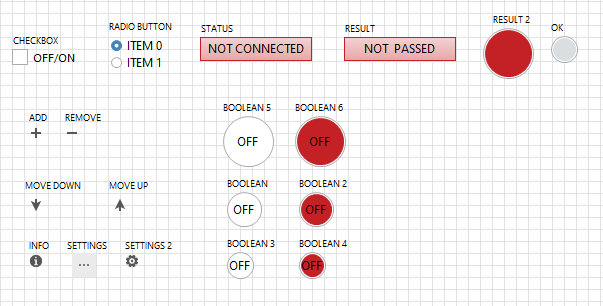 CHECKBOX
OFF/ON
RADIO BUTTON
ITEM 0
ITEM 1
STATUS
NOT CONNECTED
RESULT
NOT PASSED
RESULT 2
OK
ADD
REMOVE
BOOLEAN 5
OFF
BOOLEAN 6
OFF
MOVE DOWN
MOVE UP
BOOLEAN
OFF
BOOLEAN 2
OFF
INFO
SETTINGS
...
SETTINGS 2
BOOLEAN 3
OFF
BOOLEAN 4
OFF